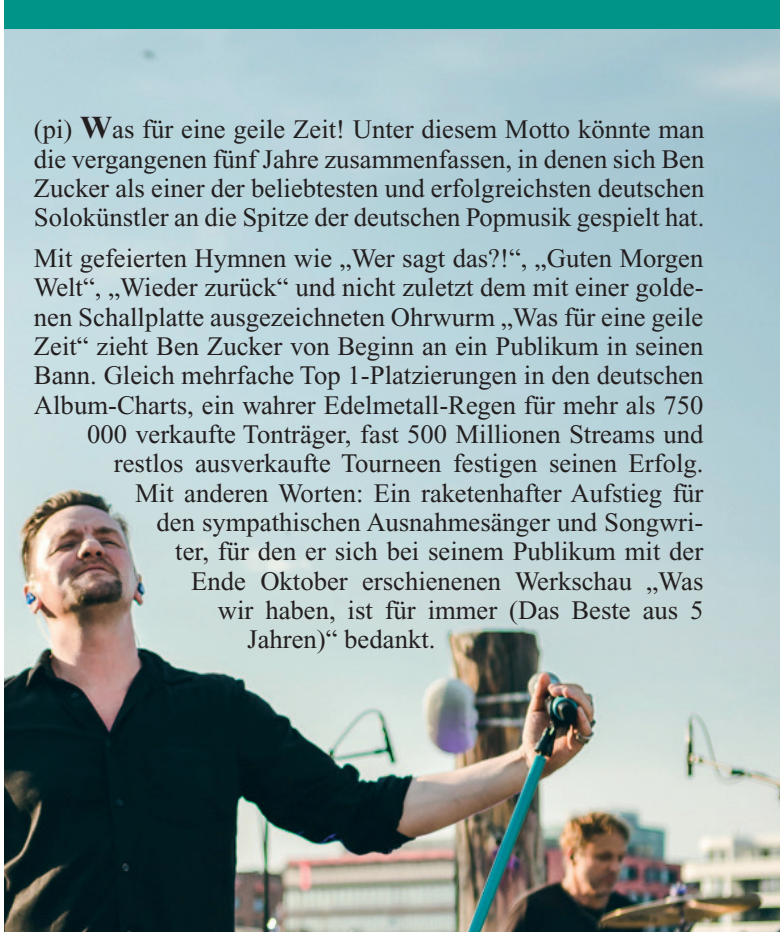 (pi) Was für eine geile Zeit! Unter diesem Motto könnte man
die vergangenen fünf Jahre zusammenfassen, in denen sich Ben
Zucker als einer der beliebtesten und erfolgreichsten deutschen
Solokünstler an die Spitze der deutschen Popmusik gespielt hat.
Mit gefeierten Hymnen wie „Wer sagt das?!“, „Guten Morgen
Welt“, „Wieder zurück“ und nicht zuletzt dem mit einer golde-
nen Schallplatte ausgezeichneten Ohrwurm „Was für eine geile
Zeit“ zieht Ben Zucker von Beginn an ein Publikum in seinen
Bann. Gleich mehrfache Top 1-Platzierungen in den deutschen
Album-Charts, ein wahrer Edelmetall-Regen für mehr als 750
000 verkaufte Tonträger, fast 500 Millionen Streams und
restlos ausverkaufte Tourneen festigen seinen Erfolg.
Mit anderen Worten: Ein raketenhafter Aufstieg für
den sympathischen Ausnahmesänger und Songwri-
ter, für den er sich bei seinem Publikum mit der
Ende Oktober erschienenen Werkschau „Was
wir haben, ist für immer (Das Beste aus 5
Jahren)“ bedankt.